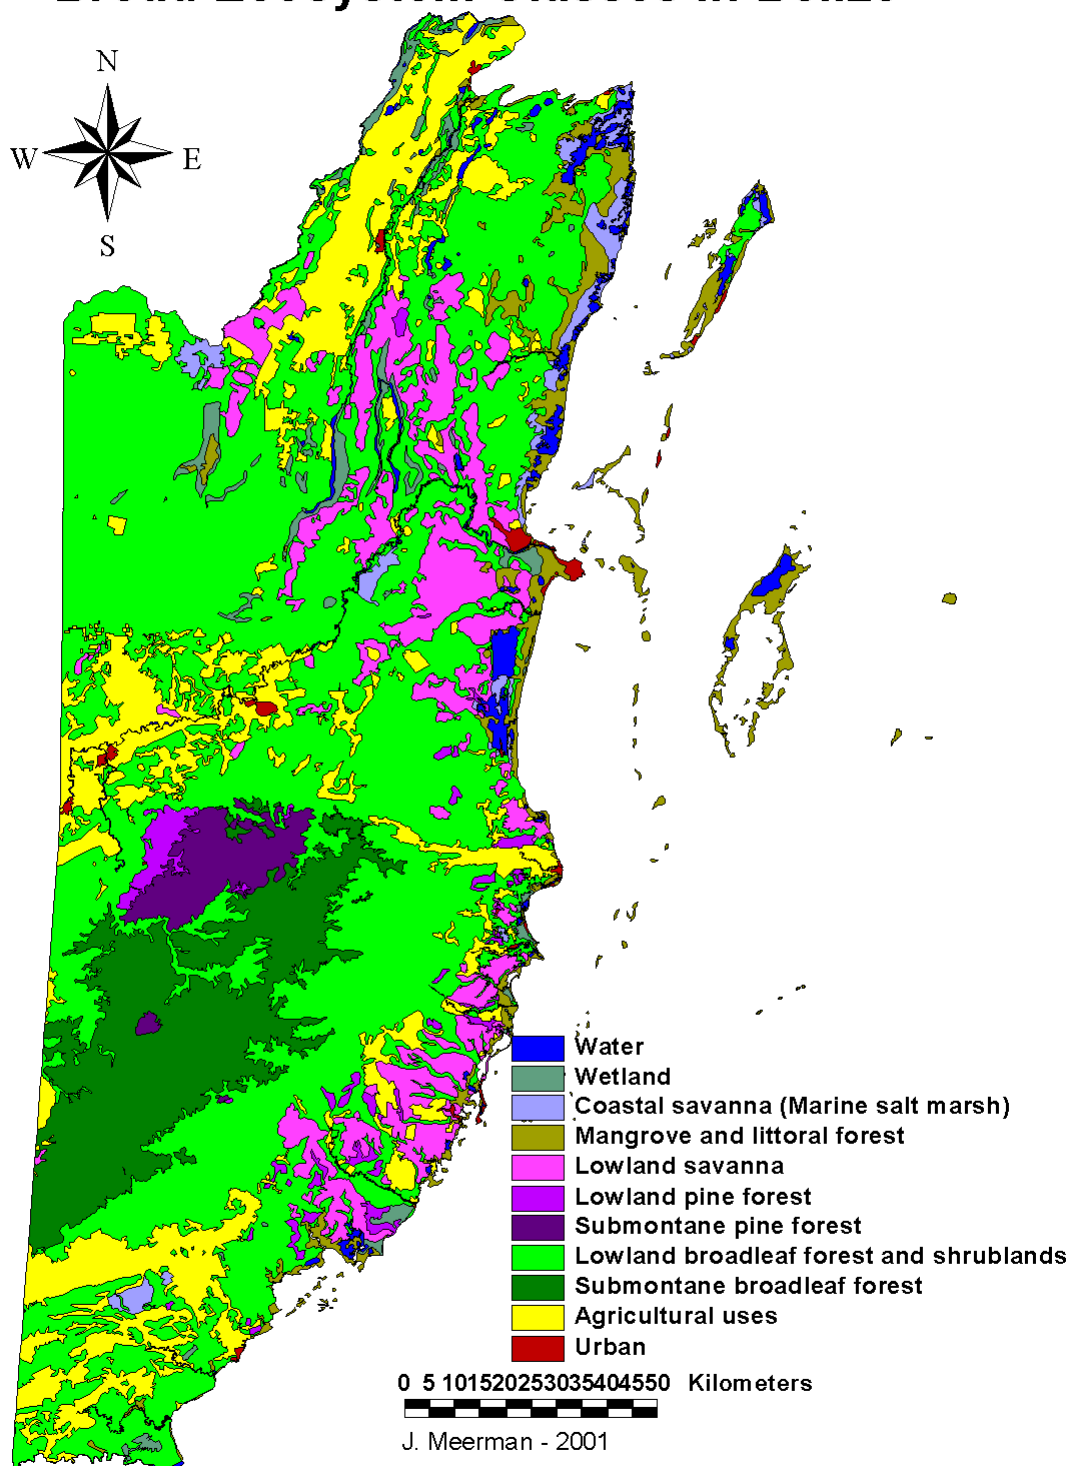 N
W E
S
Water
Wetland
Coastal savanna (Marine salt marsh)
Mangrove and littoral forest
Lowland savanna
Lowland pine forest
Submontane pine forest
Lowland broadleaf forest and shrublands
Submontane broadleaf forest
Agricultural uses
Urban
0 5 101520253035404550 Kilometers
J. Meerman - 2001